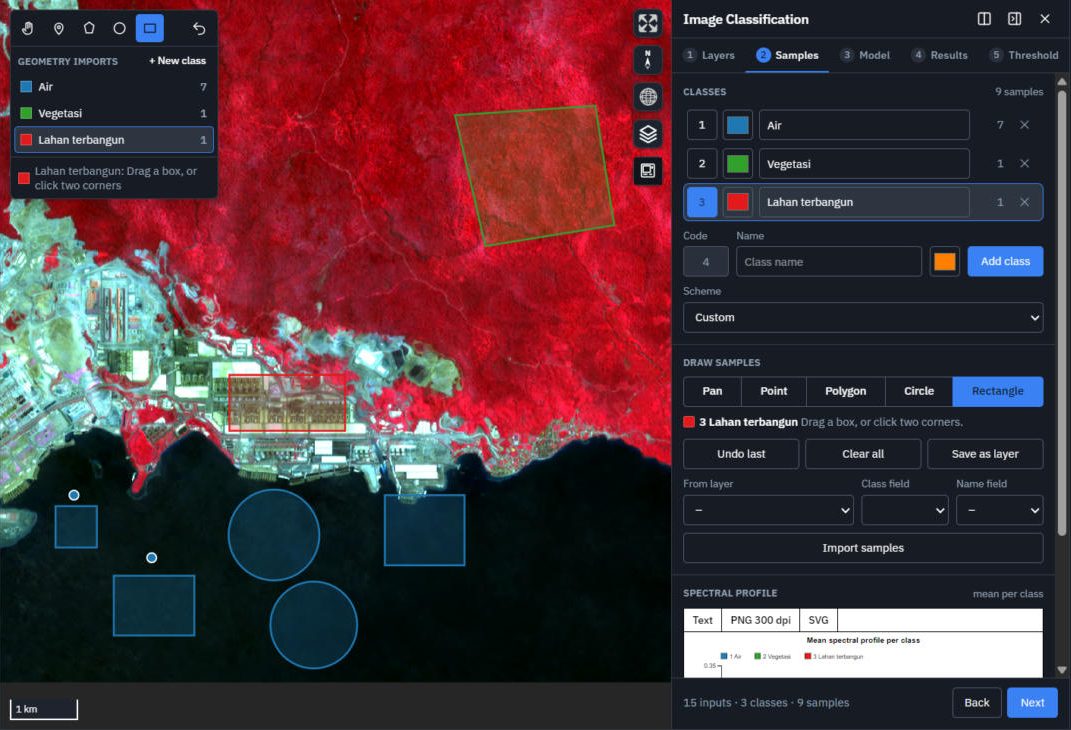 GEOMETRY IMPORTS
+ New class
Air 7
Vegetasi 1
Lahan terbangun 1
Lahan terbangun: Drag a box, or
click two corners
N
1 km
Image Classification
1 Layers 2 Samples 3 Model 4 Results 5 Threshold
CLASSES 9 samples
1 Air 7
2 Vegetasi 1
3 Lahan terbangun 1
Code Name
4 Class name Add class
Scheme
Custom
DRAW SAMPLES
Pan Point Polygon Circle Rectangle
3 Lahan terbangun Drag a box, or click two corners.
Undo last Clear all Save as layer
From layer Class field Name field
– –
Import samples
SPECTRAL PROFILE mean per class
Text PNG 300 dpi SVG
Mean spectral profile per class
1 Air 2 Vegetasi 3 Lahan terbangun
0.35
15 inputs · 3 classes · 9 samples Back Next